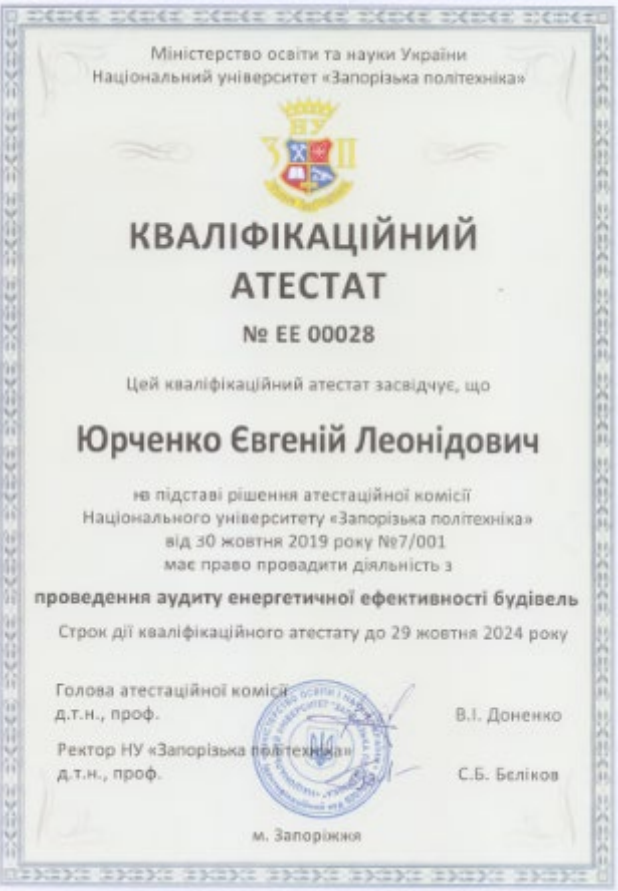 Міністерство освіти та науки України
Національний університет «Запорізька політехніка»
НУ
ЗП
КВАЛІФІКАЦІЙНИЙ
АТЕСТАТ
№ ЕЕ 00028
Цей кваліфікаційний атестат засвідчує, що
Юрченко Євгеній Леонідович
на підставі рішення атестаційної комісії
Національного університету «Запорізька політехніка»
від 30 жовтня 2019 року №7/001
має право провадити діяльність з
проведення аудиту енергетичної ефективності будівель
Строк дії кваліфікаційного атестату до 29 жовтня 2024 року
Голова атестаційної комісії
д.т.н., проф.
В.І. Доненко
Ректор НУ «Запорізька політехніка»
д.т.н., проф.
С.Б. Бєліков
м. Запоріжжя